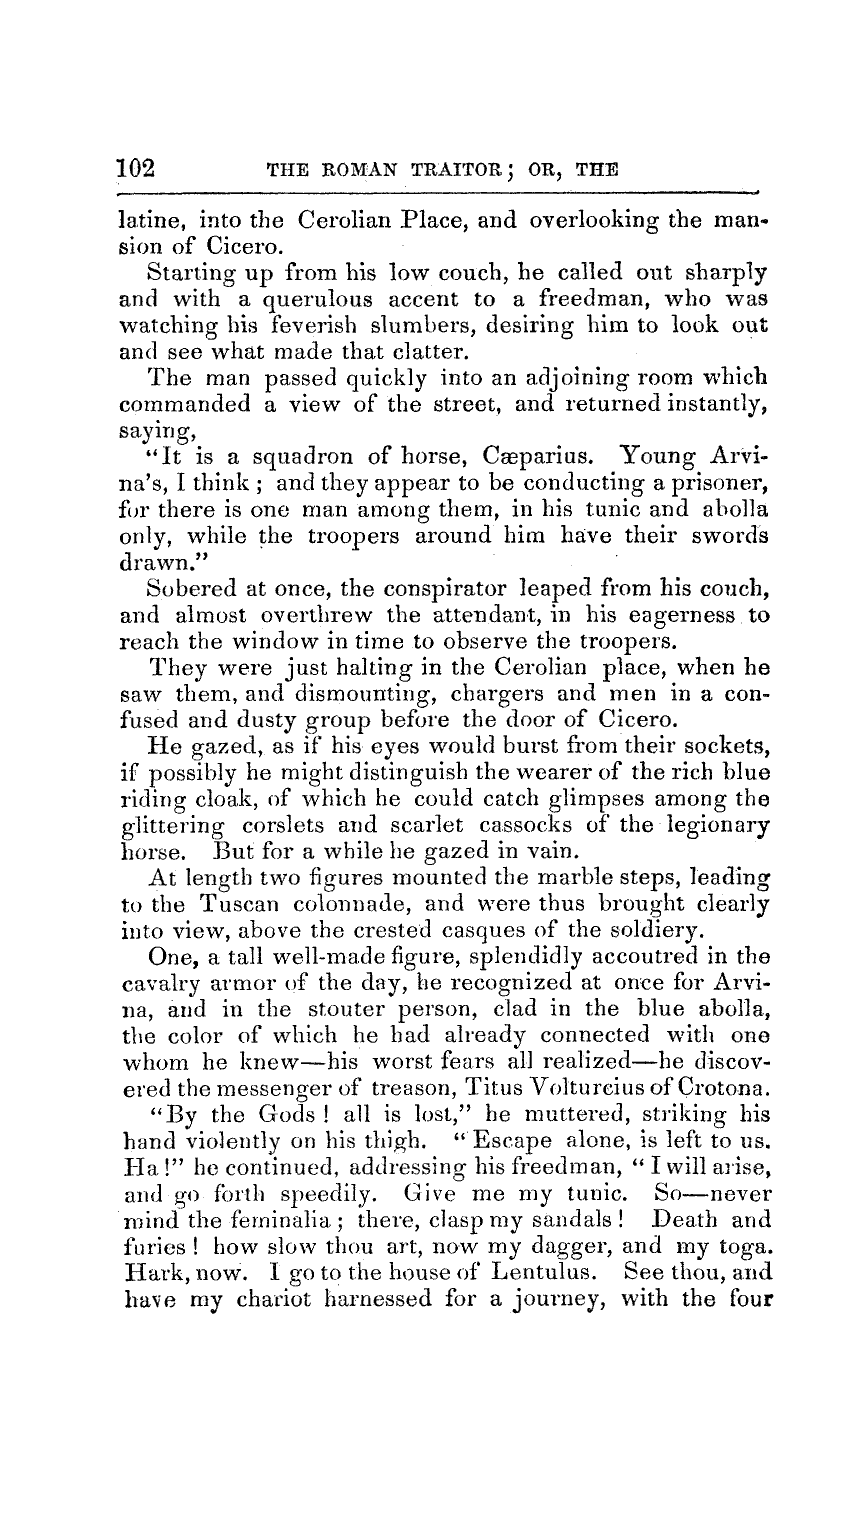 102 THE ROMAN TRAITOR; OR, THE
latine, into the Cerolian Place, and overlooking the man-
sion of Cicero.
Starting up from his low couch, he called out sharply
and with a querulous accent to a freedman, who was
watching his feverish slumbers, desiring him to look out
and see what made that clatter.
The man passed quickly into an adjoining room which
commanded a view of the street, and returned instantly,
saying,
"It is a squadron of horse, Cæparius. Young Arvi-
na's, I think ; and they appear to be conducting a prisoner,
for there is one man among them, in his tunic and abolla
only, while the troopers around him have their swords
drawn."
Sobered at once, the conspirator leaped from his couch,
and almost overthrew the attendant, in his eagerness to
reach the window in time to observe the troopers.
They were just halting in the Cerolian place, when he
saw them, and dismounting, chargers and men in a con-
fused and dusty group before the door of Cicero.
He gazed, as if his eyes would burst from their sockets,
if possibly he might distinguish the wearer of the rich blue
riding cloak, of which he could catch glimpses among the
glittering corslets and scarlet cassocks of the legionary
horse. But for a while he gazed in vain.
At length two figures mounted the marble steps, leading
to the Tuscan colonnade, and were thus brought clearly
into view, above the crested casques of the soldiery.
One, a tall well-made figure, splendidly accoutred in the
cavalry armor of the day, he recognized at once for Arvi-
na, and in the stouter person, clad in the blue abolla,
the color of which he had already connected with one
whom he knew—his worst fears all realized—he discov-
ered the messenger of treason, Titus Volturcius of Crotona.
"By the Gods ! all is lost," he muttered, striking his
hand violently on his thigh. "Escape alone, is left to us.
Ha !" he continued, addressing his freedman, "I will arise,
and go forth speedily. Give me my tunic. So—never
mind the feminalia ; there, clasp my sandals ! Death and
furies ! how slow thou art, now my dagger, and my toga.
Hark, now. I go to the house of Lentulus. See thou, and
have my chariot harnessed for a journey, with the four